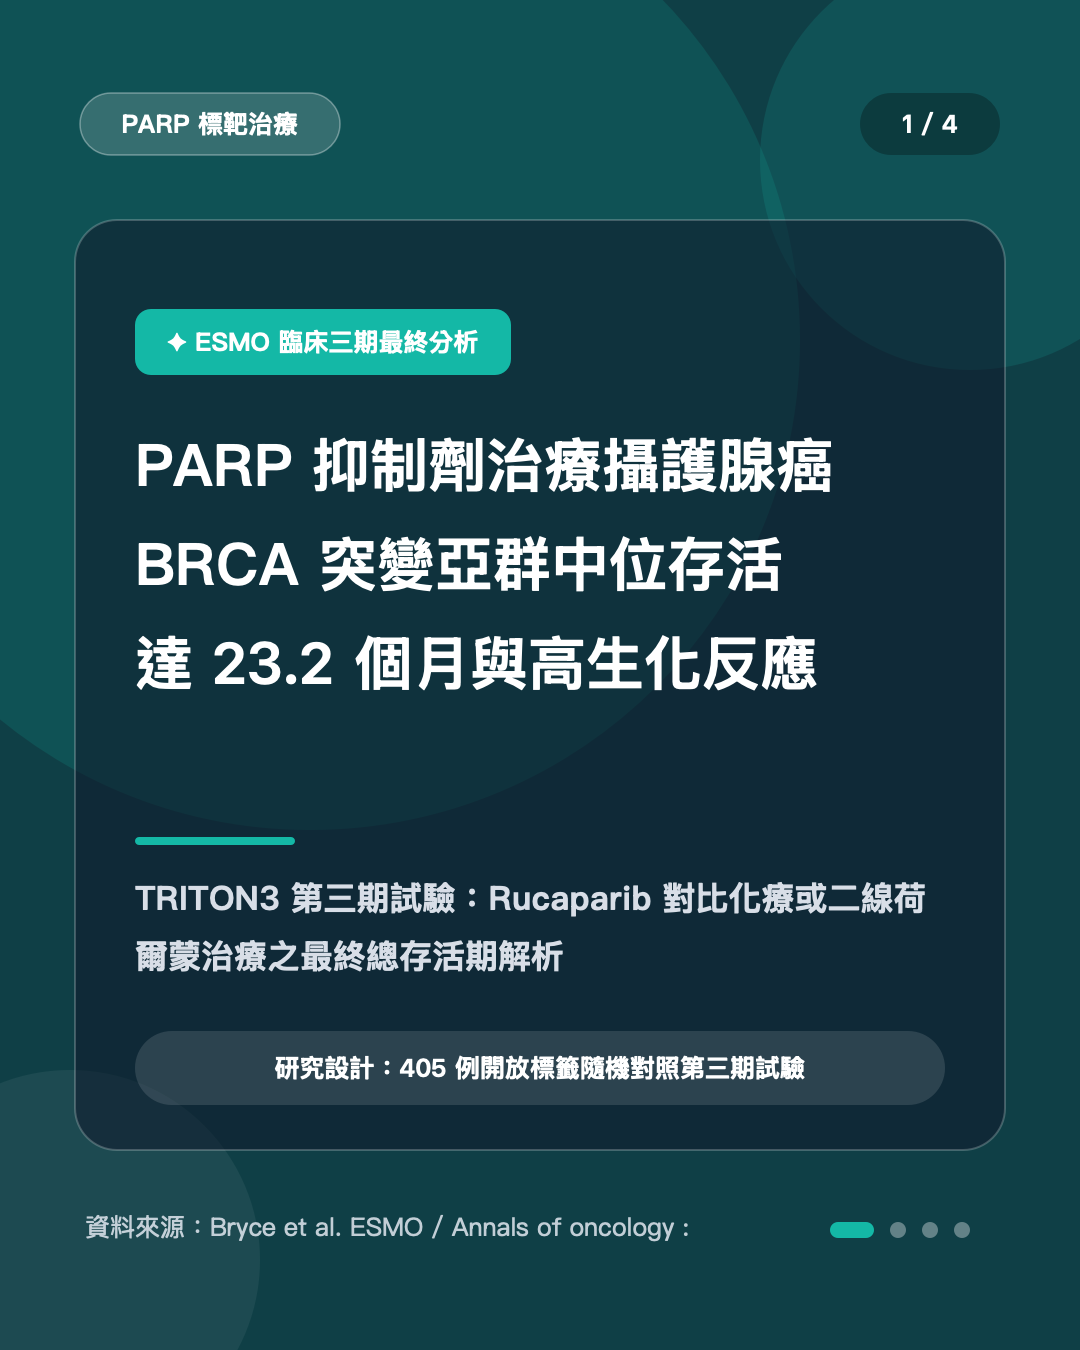 PARP 標靶治療
1 / 4
✦ ESMO 臨床三期最終分析
PARP 抑制劑治療攝護腺癌
BRCA 突變亞群中位存活
達 23.2 個月與高生化反應
TRITON3 第三期試驗：Rucaparib 對比化療或二線荷
爾蒙治療之最終總存活期解析
研究設計：405 例開放標籤隨機對照第三期試驗
資料來源：Bryce et al. ESMO / Annals of oncology :